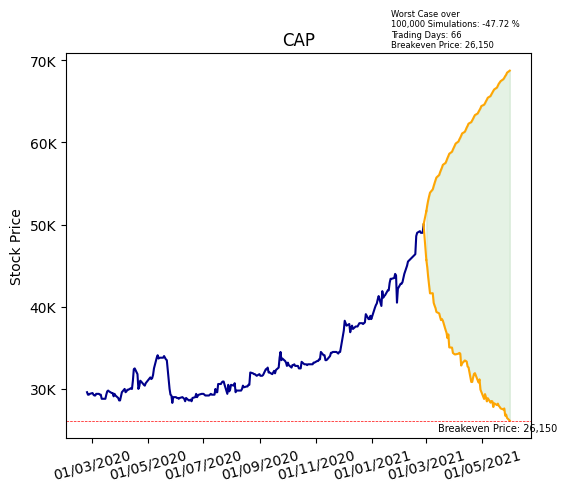 Worst Case over
100,000 Simulations: -47.72 %
Trading Days: 66
Breakeven Price: 26,150
CAP
70K
60K
50K
40K
30K
Stock Price
Breakeven Price: 26,150
01/03/2020
01/05/2020
01/07/2020
01/09/2020
01/11/2020
01/01/2021
01/03/2021
01/05/2021